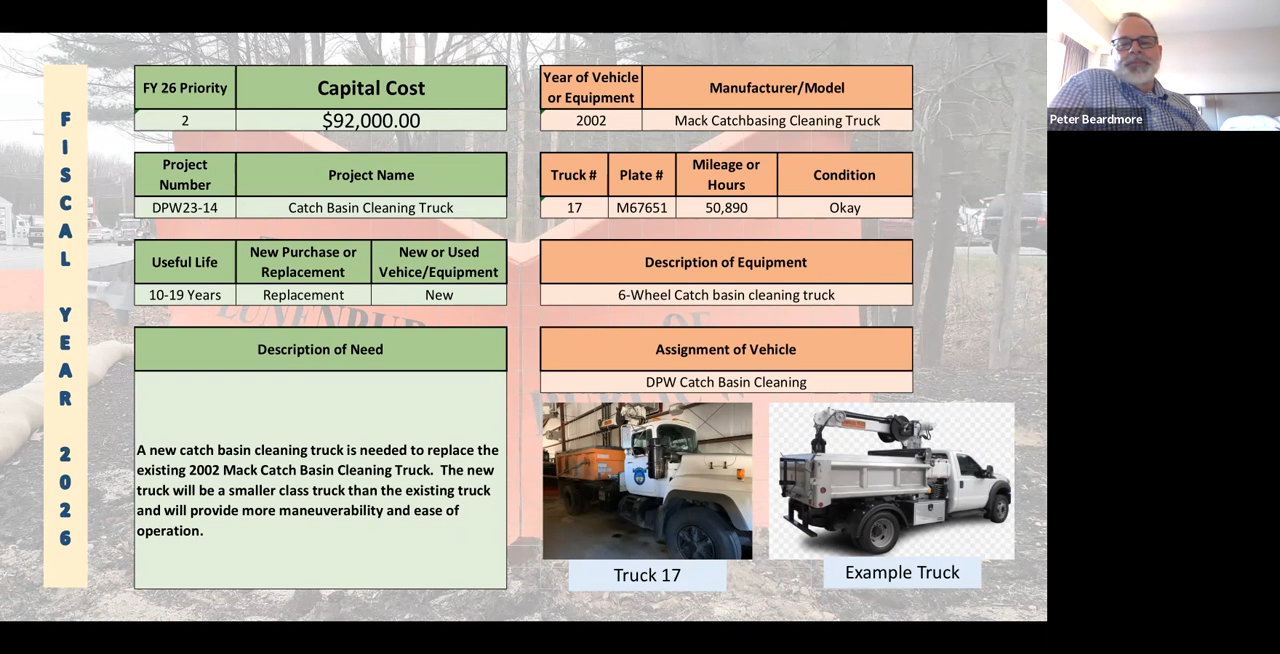 FISCAL YEAR 2026
FY 26 Priority
Capital Cost
2
$92,000.00
Project
Number
Project Name
DPW23-14
Catch Basin Cleaning Truck
Useful Life
New Purchase or
Replacement
New or Used
Vehice/Equipment
10-19 Years
Replacement
New
Description of Need
A new catch basin cleaning truck is needed to replace the
existing 2002 Mack Catch Basin Cleaning Truck. The new
truck will be a smaller class truck than the existing truck
and will provide more maneuverability and ease of
operation.
Year of Vehicle
or Equipment
Manufacturer/Model
2002
Mack Catchbasing Cleaning Truck
Truck #
Plate #
Mileage or
Hours
Condition
17
M67651
50,890
Okay
Description of Equipment
6-Wheel Catch basin cleaning truck
Assignment of Vehicle
DPW Catch Basin Cleaning
Truck 17
Example Truck
OF
Peter Beardmore